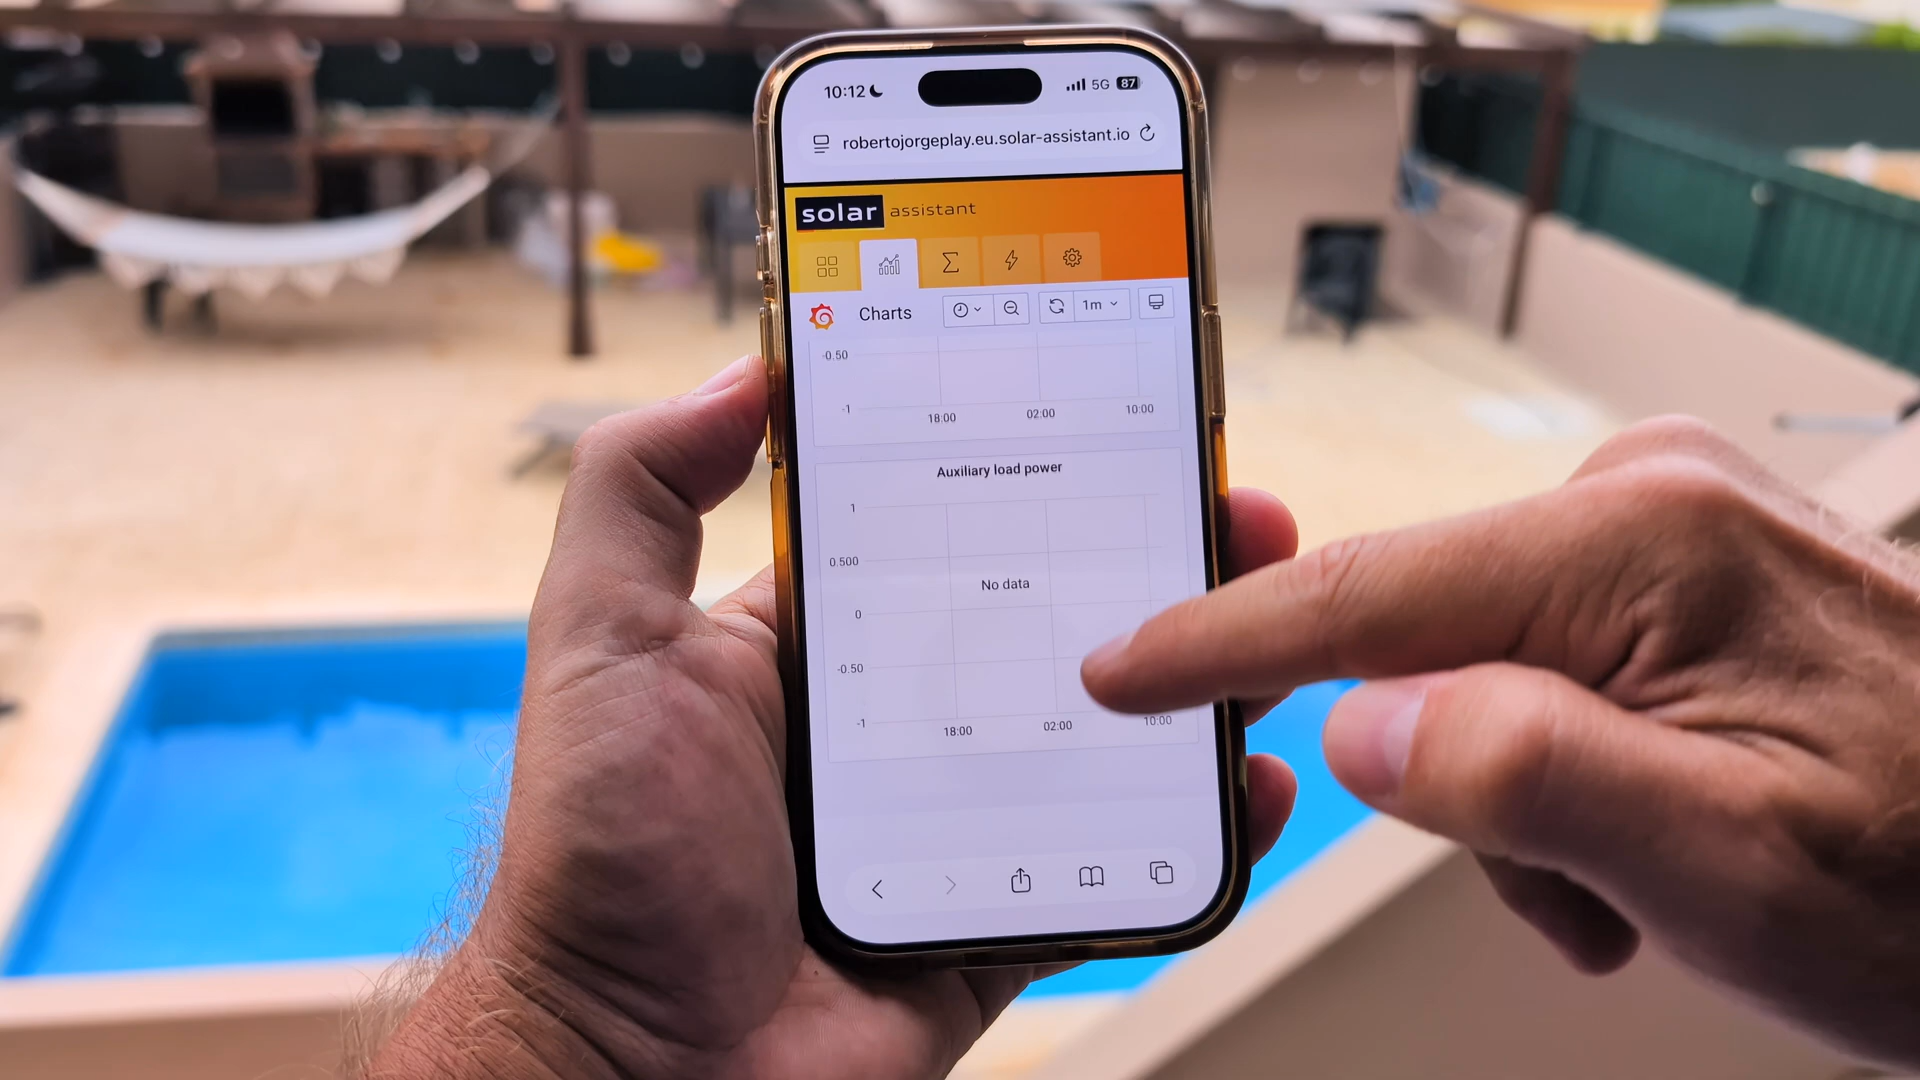 10:12 5G 87
robertojorgeplay.eu.solar-assistant.io
solar assistant
Charts 1m
-0.50
-1
18:00 02:00 10:00
Auxiliary load power
1
0.500
No data
0
-0.50
-1
18:00 02:00 10:00